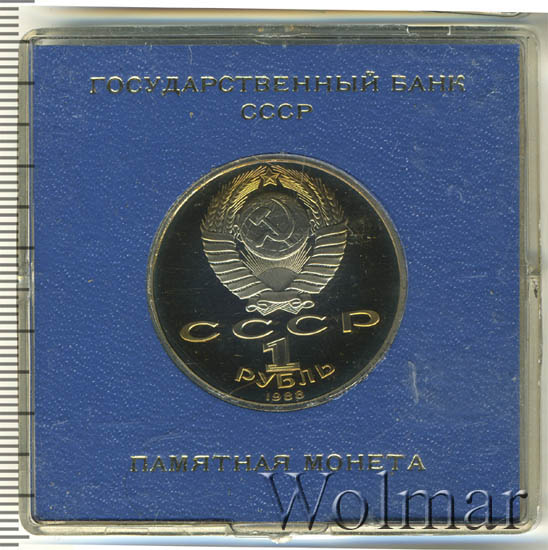 ГОСУДАРСТВЕННЫЙ БАНК
СССР
СССР
1
РУБЛЬ
1988
ПАМЯТНАЯ МОНЕТА
Wolmar